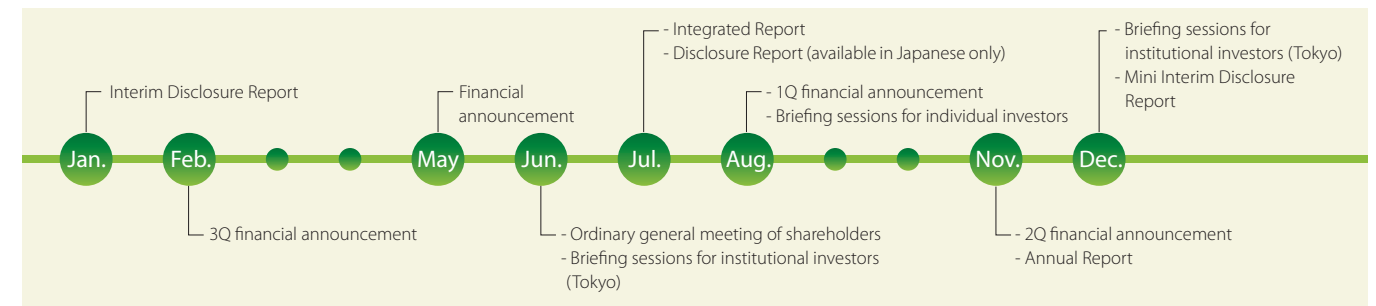 - Integrated Report
- Disclosure Report (available in Japanese only)
- Briefing sessions for
institutional investors (Tokyo)
- Mini Interim Disclosure
Report
Interim Disclosure Report
Financial
announcement
- 1Q financial announcement
- Briefing sessions for individual investors
Jan.
Feb.
May
Jun.
Jul.
Aug.
Nov.
Dec.
3Q financial announcement
- Ordinary general meeting of shareholders
- Briefing sessions for institutional investors
(Tokyo)
- 2Q financial announcement
- Annual Report